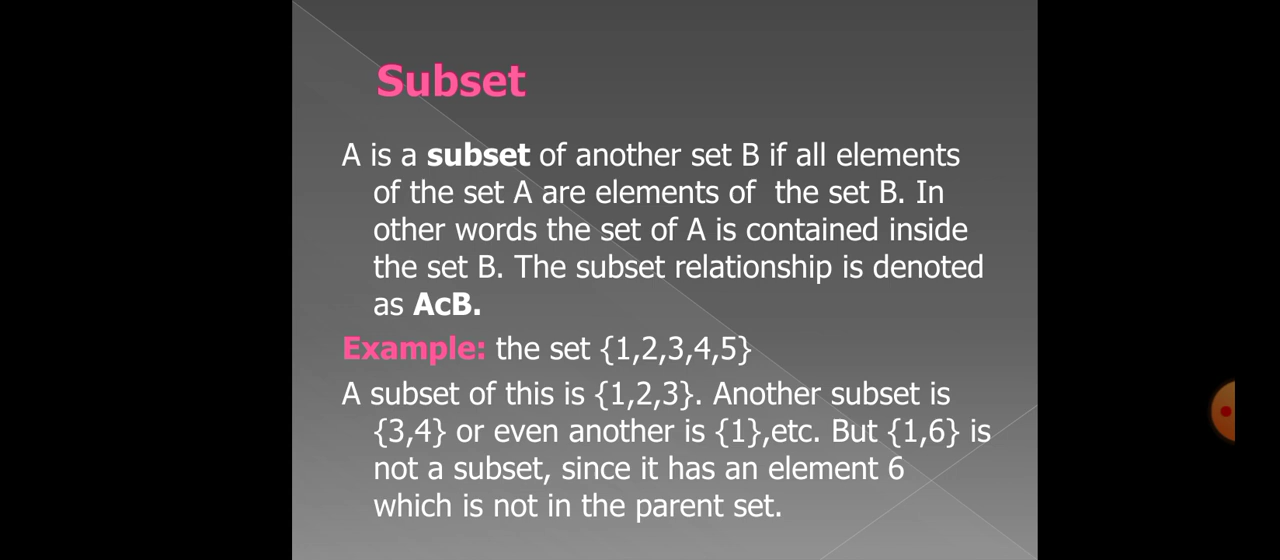 Subset
A is a subset of another set B if all elements
of the set A are elements of the set B. In
other words the set of A is contained inside
the set B. The subset relationship is denoted
as AcB.
Example: the set {1,2,3,4,5}
A subset of this is {1,2,3}. Another subset is
{3,4} or even another is {1},etc. But {1,6} is
not a subset, since it has an element 6
which is not in the parent set.